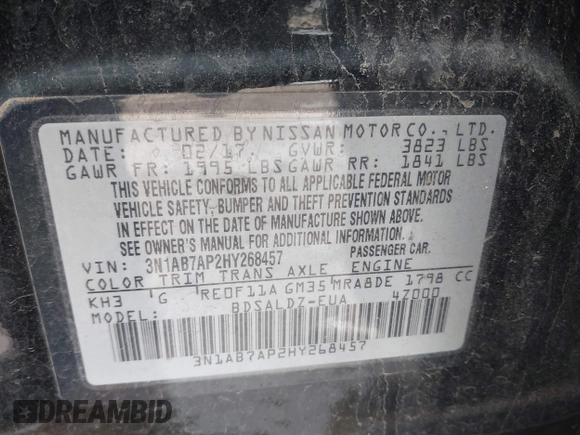 MANUFACTURED BY NISSAN MOTOR CO., LTD.
DATE: 02/17 GVWR: 3823 LBS
GAWR FR: 1995 LBS GAWR RR: 1841 LBS
THIS VEHICLE CONFORMS TO ALL APPLICABLE FEDERAL MOTOR
VEHICLE SAFETY, BUMPER AND THEFT PREVENTION STANDARDS
IN EFFECT ON THE DATE OF MANUFACTURE SHOWN ABOVE.
SEE OWNER'S MANUAL FOR ADDITIONAL INFORMATION.
VIN: 3N1AB7AP2HY268457 PASSENGER CAR.
COLOR TRIM TRANS AXLE ENGINE
KH3 G RE0F11A GM35 MRA8DE 1798 CC
MODEL: BDSALDZ-EUA 4Z000
3N1AB7AP2HY268457
DREAMBID